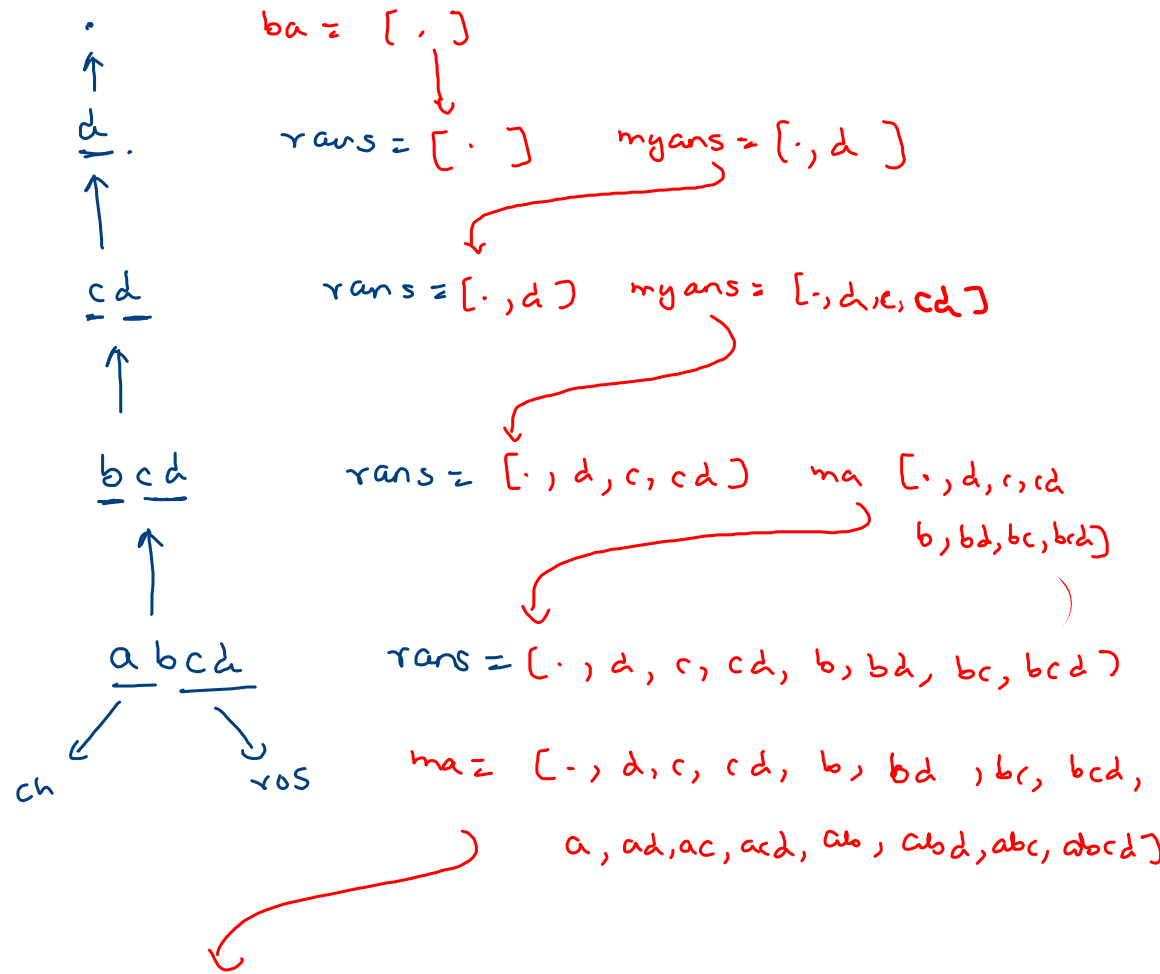 . ba = [ . ]
d . rans = [ . ] myans = [., d ]
cd rans = [., d] myans = [., d, c, cd]
bcd rans = [., d, c, cd] ma [., d, c, cd
b, bd, bc, bcd]
abcd rans = [., d, c, cd, b, bd, bc, bcd]
ch ros ma = [., d, c, cd, b, bd, bc, bcd,
a, ad, ac, acd, ab, abd, abc, abcd]